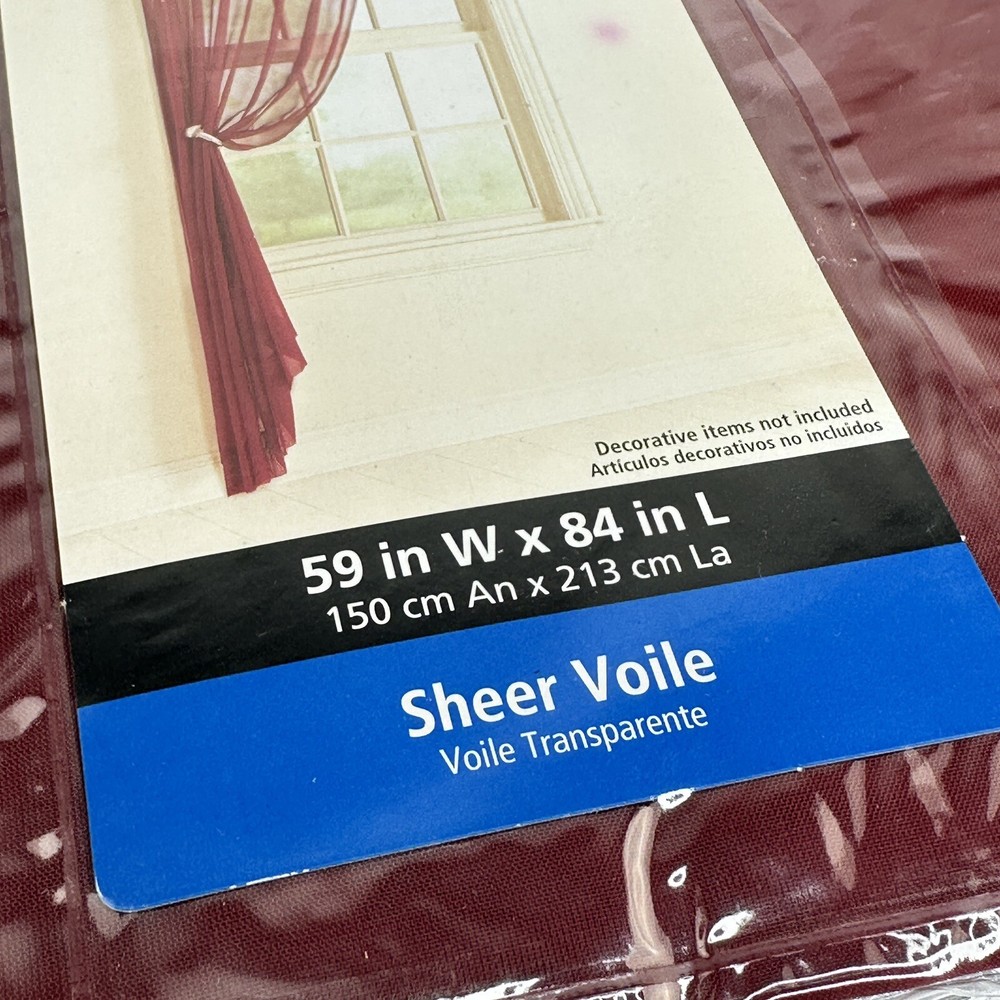 Decorative items not included
Artículos decorativos no incluidos
59 in W x 84 in L
150 cm An x 213 cm La
Sheer Voile
Voile Transparente